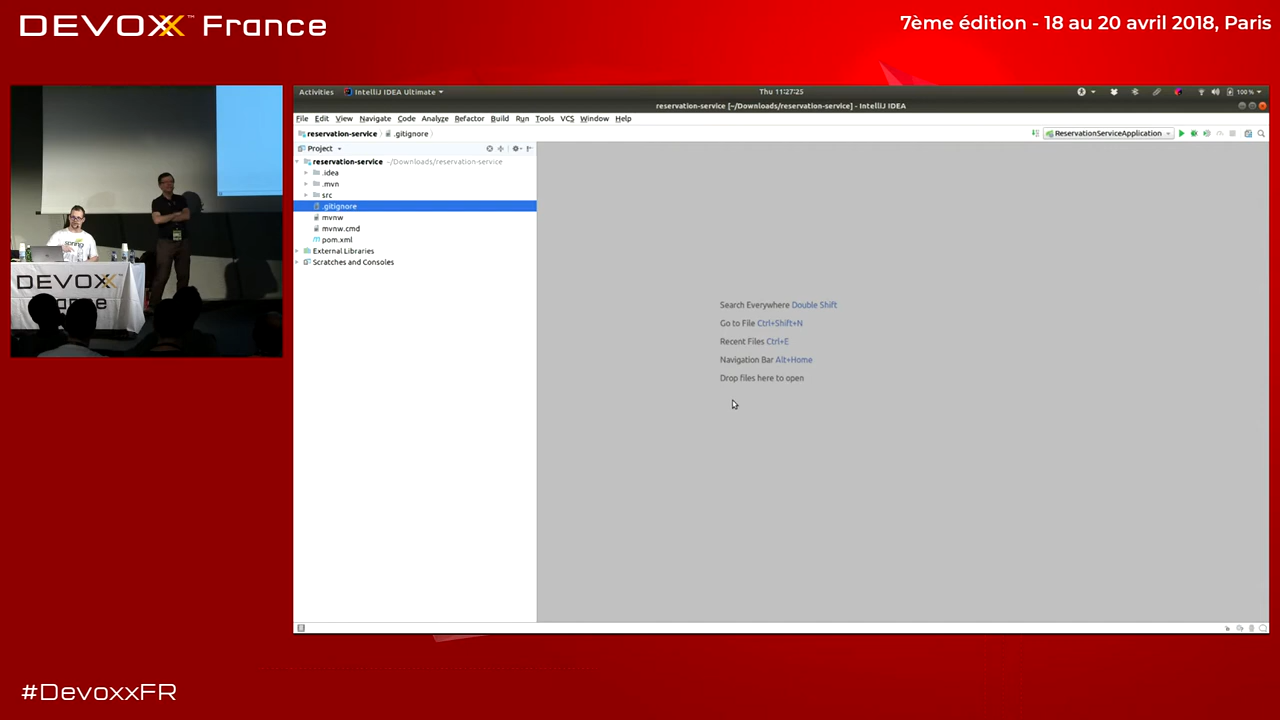 DEVOXX™ France
7ème édition - 18 au 20 avril 2018, Paris
Activities IntelliJ IDEA Ultimate Thu 11:27:25 100 %
reservation-service [~/Downloads/reservation-service] - IntelliJ IDEA
File Edit View Navigate Code Analyze Refactor Build Run Tools VCS Window Help
reservation-service .gitignore ReservationServiceApplication
Project
reservation-service ~/Downloads/reservation-service
.idea
.mvn
src
.gitignore
mvnw
mvnw.cmd
pom.xml
External Libraries
Scratches and Consoles
Search Everywhere Double Shift
Go to File Ctrl+Shift+N
Recent Files Ctrl+E
Navigation Bar Alt+Home
Drop files here to open
spring
DEVOXX
France
#DevoxxFR